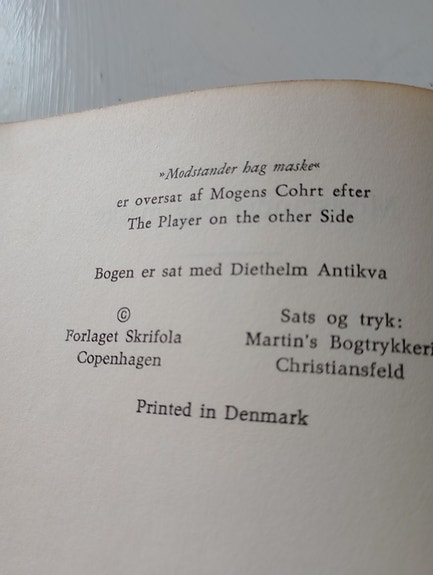 »Modstander bag maske«
er oversat af Mogens Cohrt efter
The Player on the other Side
Bogen er sat med Diethelm Antikva
©
Forlaget Skrifola
Copenhagen
Sats og tryk:
Martin's Bogtrykkeri
Christiansfeld
Printed in Denmark